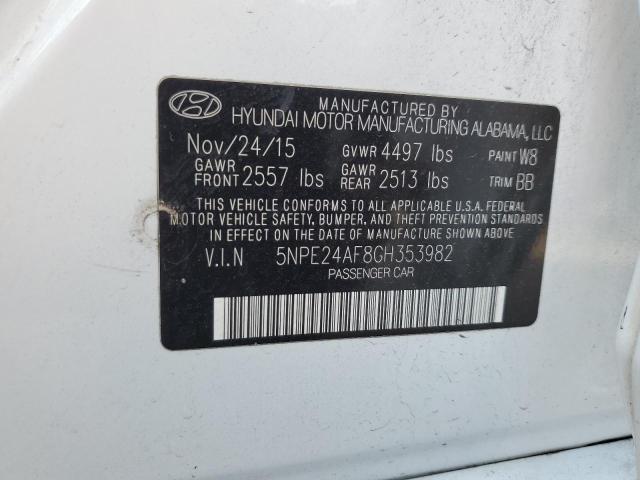 MANUFACTURED BY
HYUNDAI MOTOR MANUFACTURING ALABAMA, LLC
Nov/24/15 GVWR 4497 lbs PAINT W8
GAWR FRONT 2557 lbs GAWR REAR 2513 lbs TRIM BB
THIS VEHICLE CONFORMS TO ALL APPLICABLE U.S.A. FEDERAL
MOTOR VEHICLE SAFETY, BUMPER, AND THEFT PREVENTION STANDARDS
IN EFFECT ON THE DATE OF MANUFACTURE SHOWN ABOVE.
V.I.N 5NPE24AF8GH353982
PASSENGER CAR